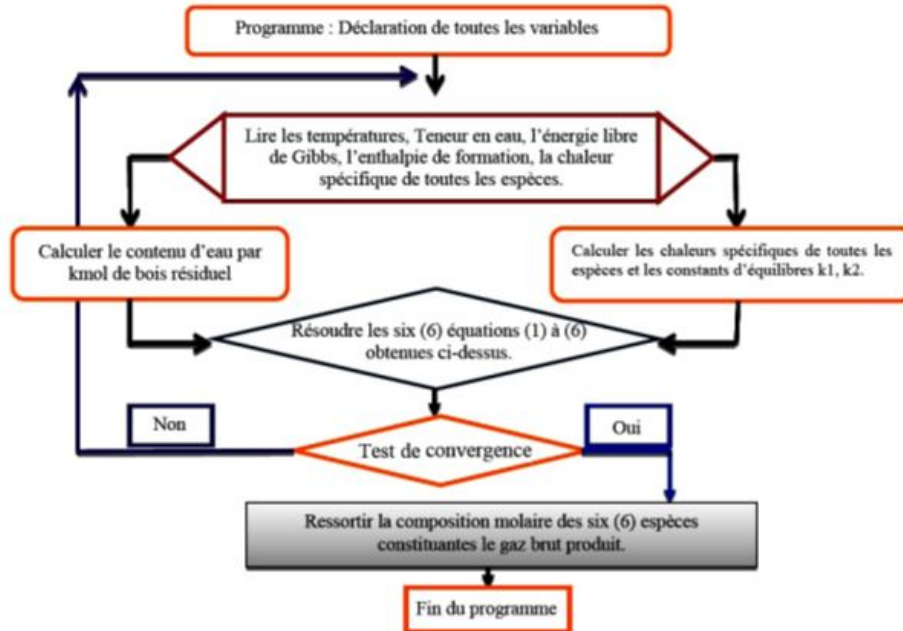 Programme : Déclaration de toutes les variables
Lire les températures, Teneur en eau, l'énergie libre
de Gibbs, l'enthalpie de formation, la chaleur
spécifique de toutes les espèces.
Calculer le contenu d'eau par
kmol de bois résiduel
Calculer les chaleurs spécifiques de toutes les
espèces et les constants d'équilibres k1, k2.
Résoudre les six (6) équations (1) à (6)
obtenues ci-dessus.
Non
Oui
Test de convergence
Ressortir la composition molaire des six (6) espèces
constituantes le gaz brut produit.
Fin du programme